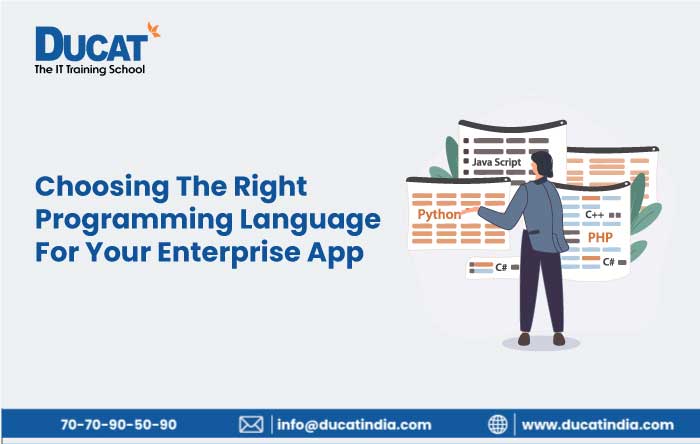 DUCAT
The IT Training School
Choosing The Right
Programming Language
For Your Enterprise App
Java Script
Python
C++
PHP
C#
C#
70-70-90-50-90
info@ducatindia.com
www.ducatindia.com